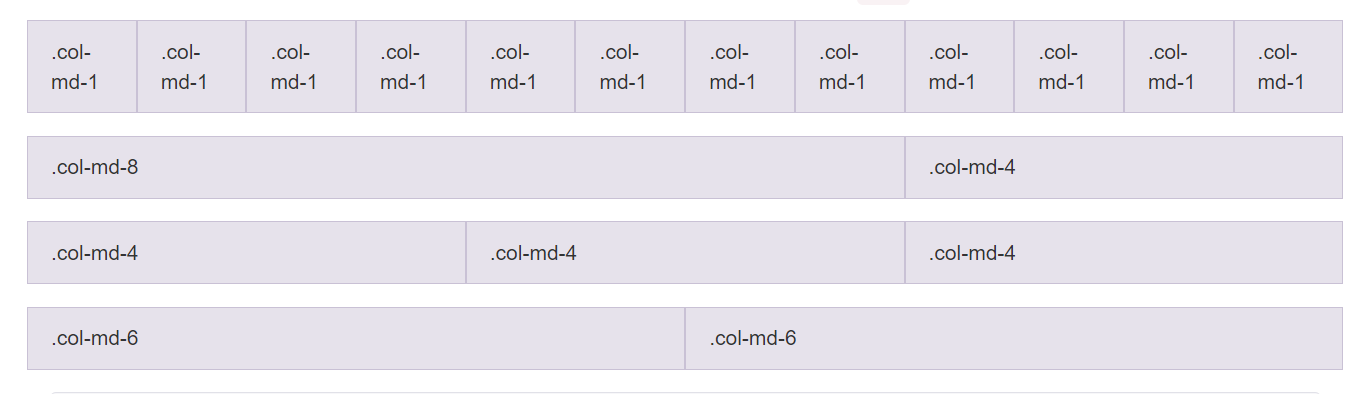 .col- .col- .col- .col- .col- .col- .col- .col- .col- .col- .col- .col-
md-1 md-1 md-1 md-1 md-1 md-1 md-1 md-1 md-1 md-1 md-1 md-1
.col-md-8 .col-md-4
.col-md-4 .col-md-4 .col-md-4
.col-md-6 .col-md-6